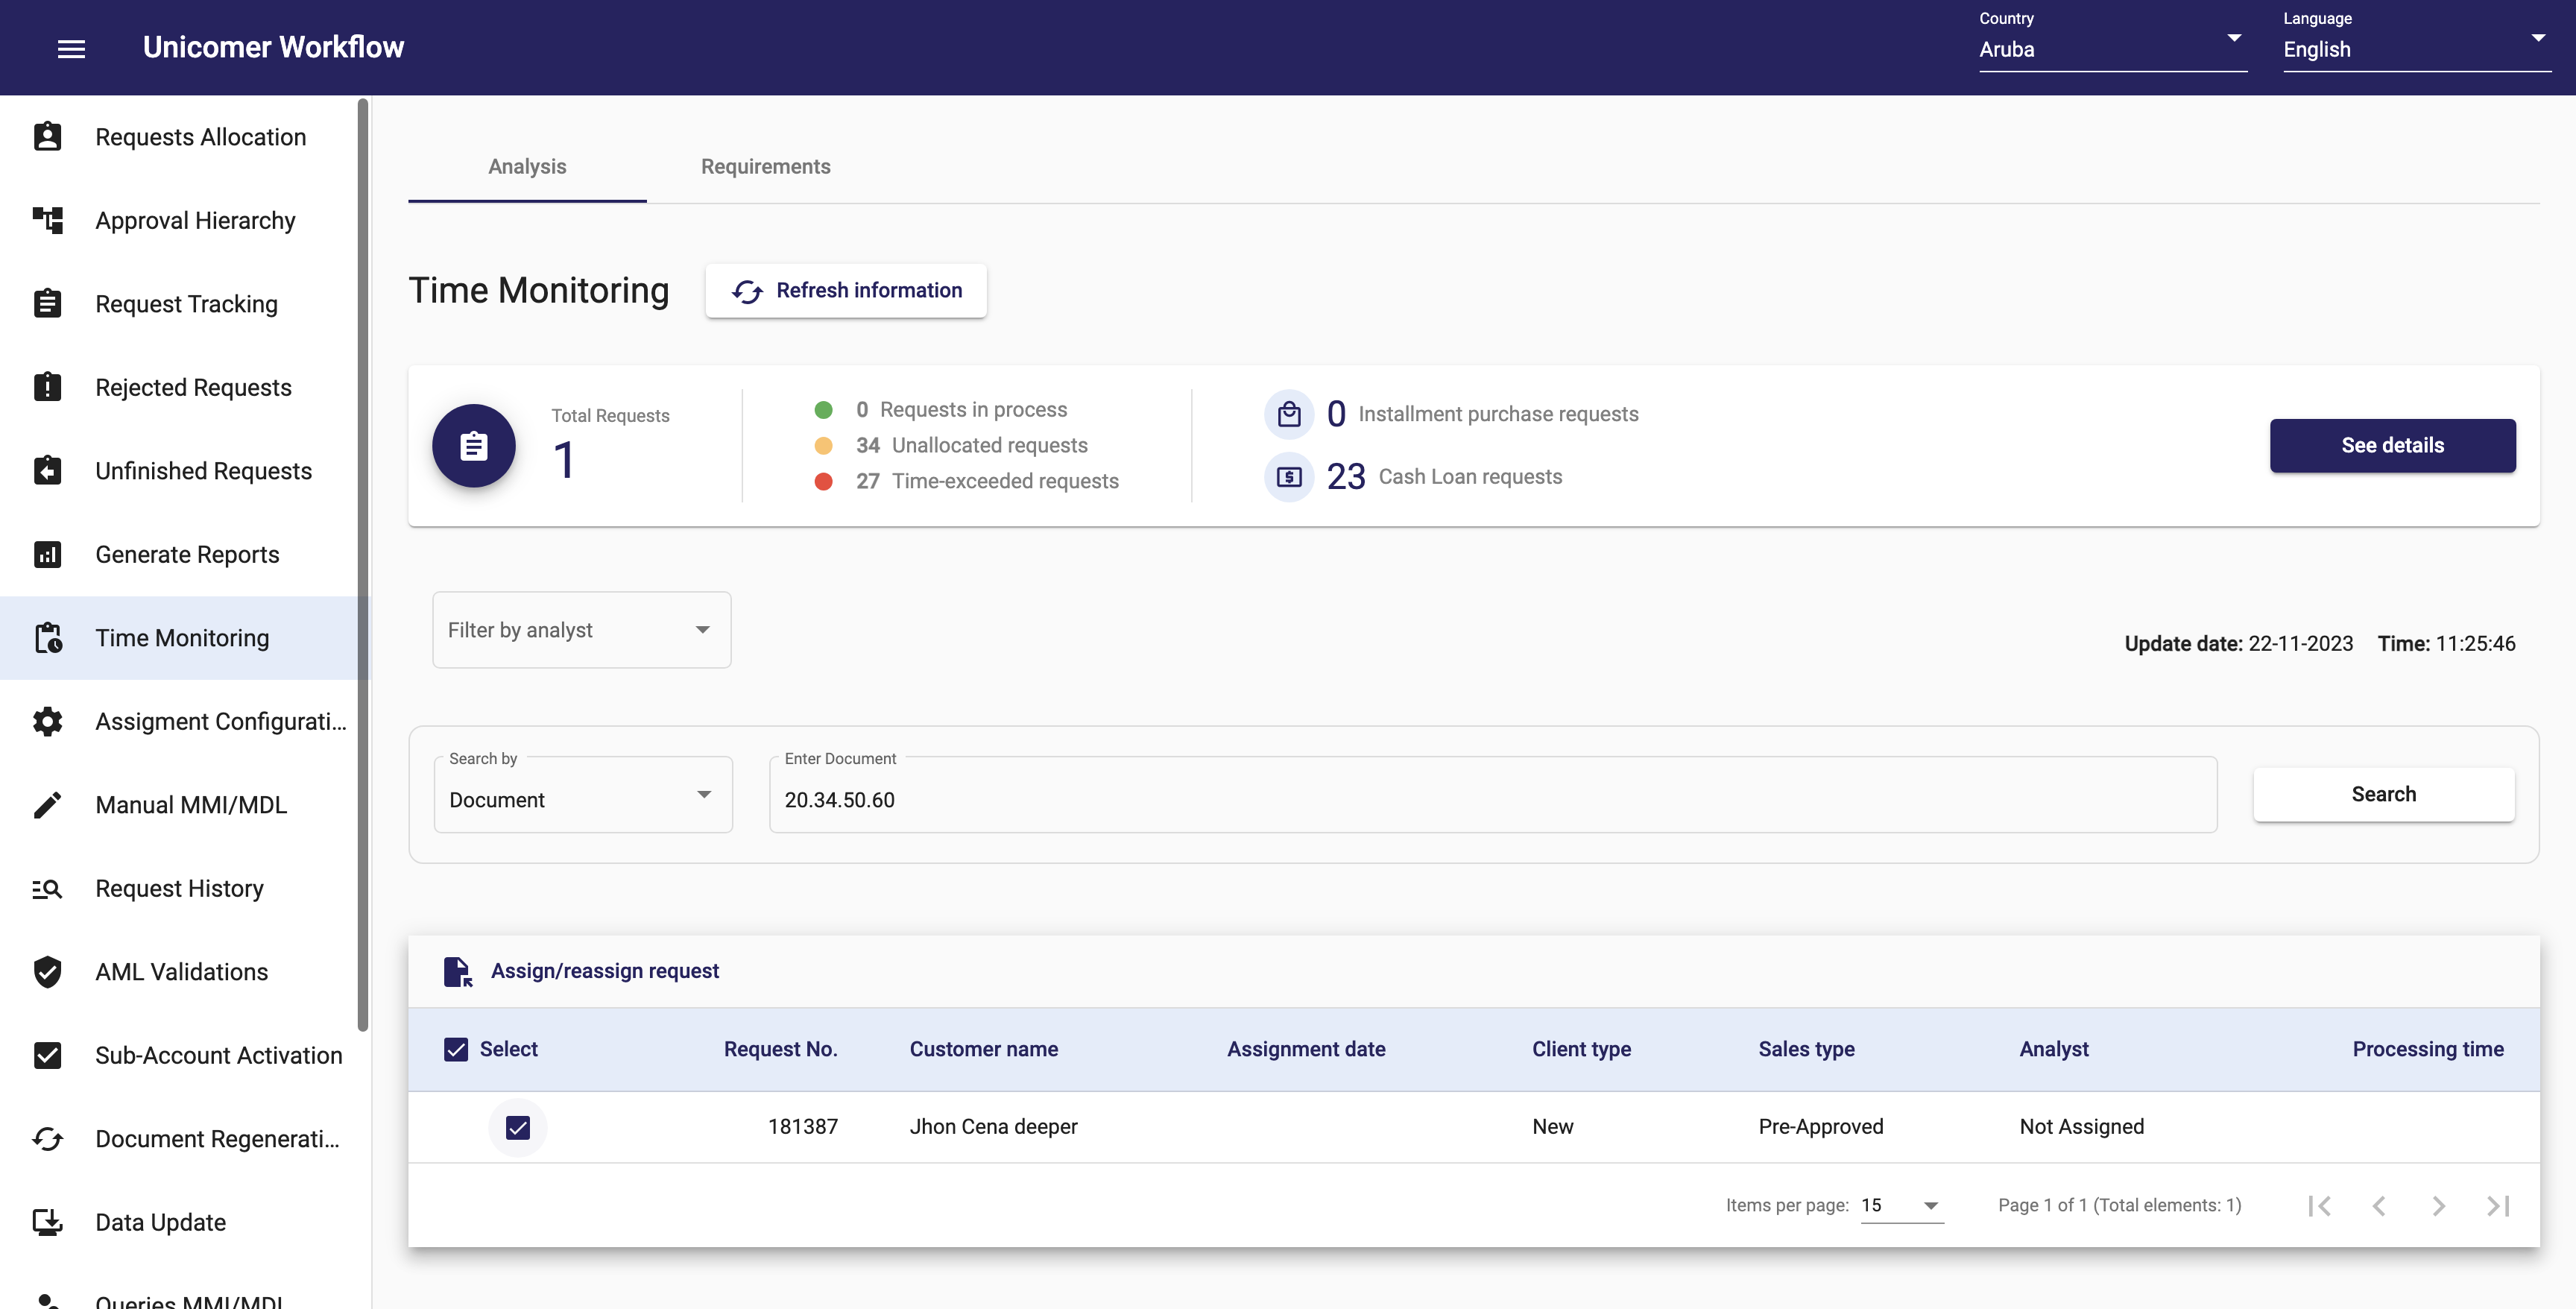 Unicomer Workflow
Country
Aruba
Language
English
Requests Allocation
Approval Hierarchy
Request Tracking
Rejected Requests
Unfinished Requests
Generate Reports
Time Monitoring
Assigment Configurati...
Manual MMI/MDL
Request History
AML Validations
Sub-Account Activation
Document Regenerati...
Data Update
Queries MMI/MDL
Analysis
Requirements
Time Monitoring
Refresh information
Total Requests
1
0 Requests in process
34 Unallocated requests
27 Time-exceeded requests
0 Installment purchase requests
23 Cash Loan requests
See details
Filter by analyst
Update date: 22-11-2023 Time: 11:25:46
Search by
Document
Enter Document
20.34.50.60
Search
Assign/reassign request
Select Request No. Customer name Assignment date Client type Sales type Analyst Processing time
181387 Jhon Cena deeper New Pre-Approved Not Assigned
Items per page: 15 Page 1 of 1 (Total elements: 1)